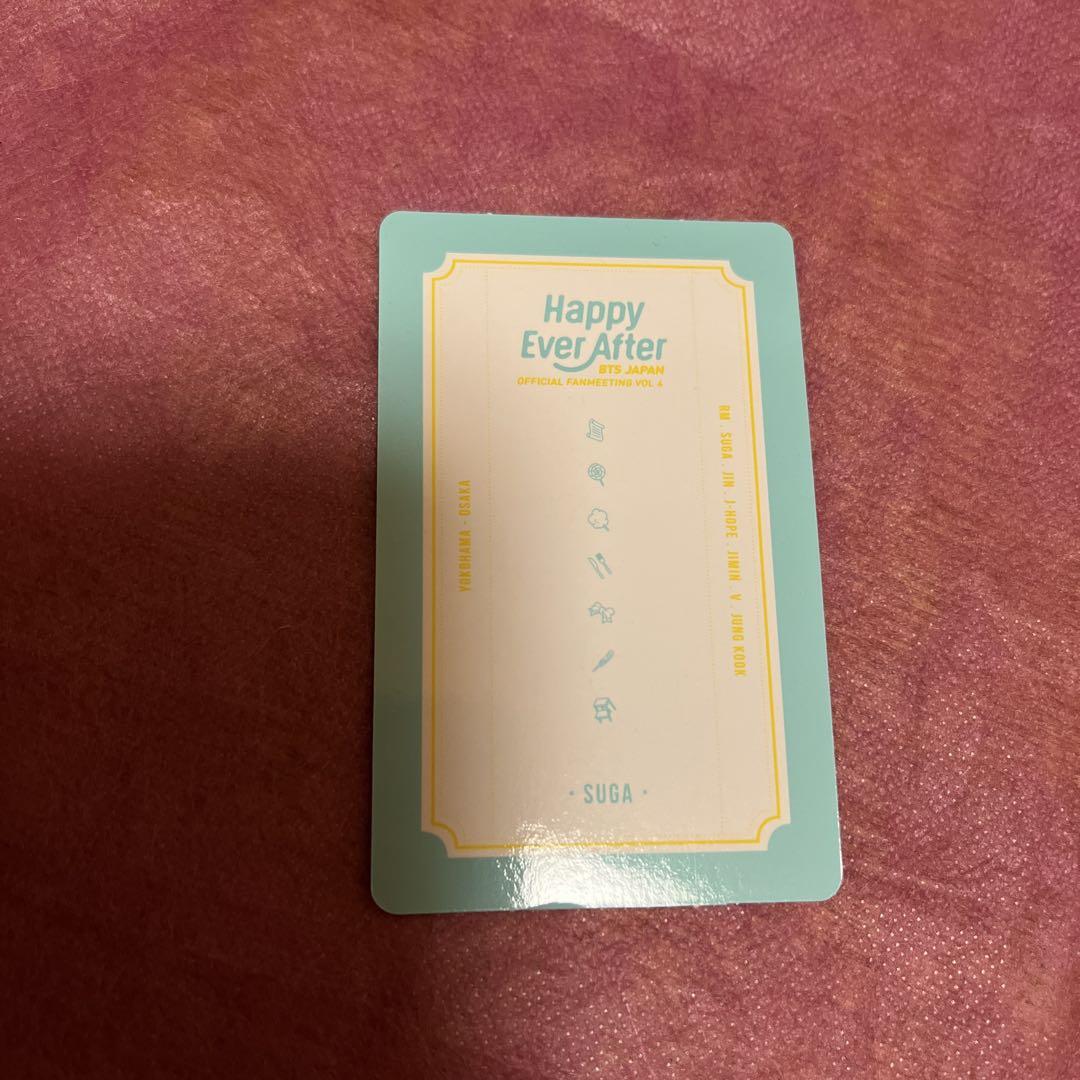 Happy
Ever After
BTS JAPAN
OFFICIAL FANMEETING VOL 4
YOKOHAMA - OSAKA
RM . SUGA . JIN . J-HOPE . JIMIN . V . JUNG KOOK
· SUGA ·